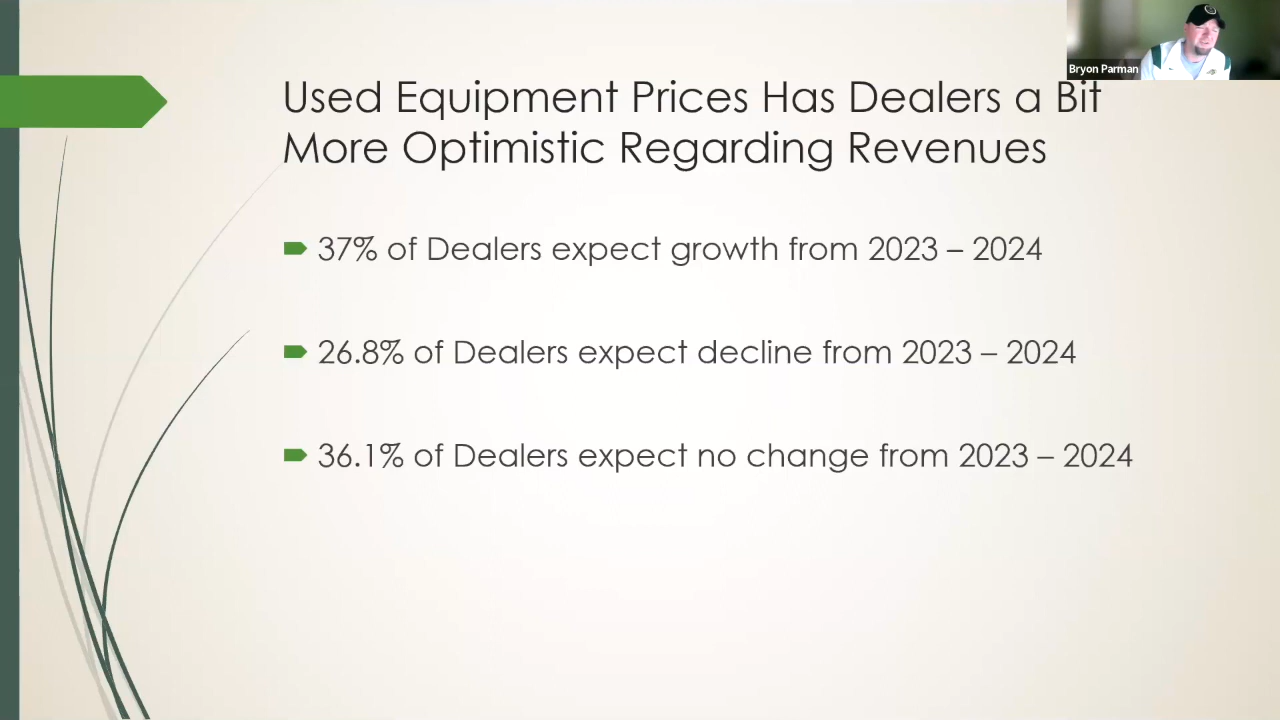 Bryon Parman
Used Equipment Prices Has Dealers a Bit
More Optimistic Regarding Revenues
37% of Dealers expect growth from 2023 – 2024
26.8% of Dealers expect decline from 2023 – 2024
36.1% of Dealers expect no change from 2023 – 2024